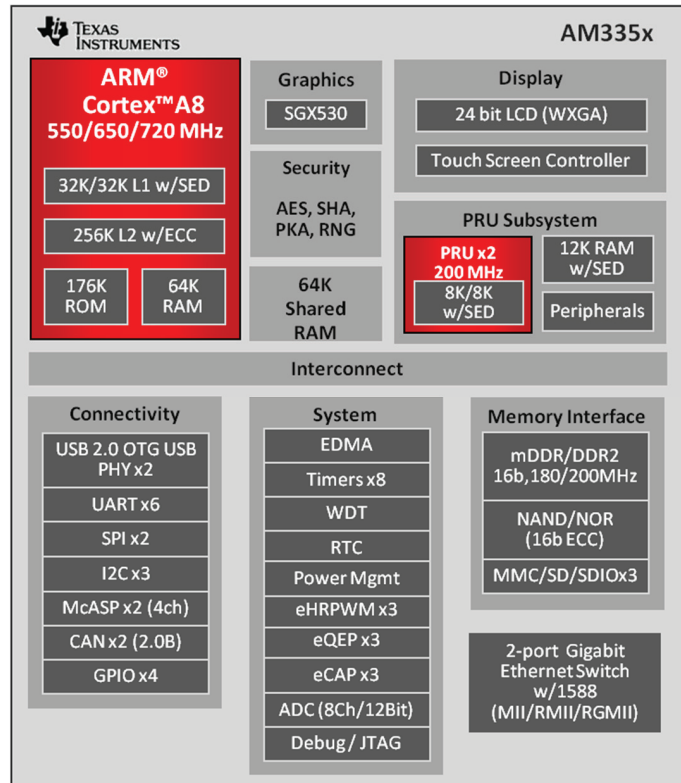 TEXAS
INSTRUMENTS
AM335x
ARM®
Cortex™A8
550/650/720 MHz
32K/32K L1 w/SED
256K L2 w/ECC
176K
ROM
64K
RAM
Graphics
SGX530
Security
AES, SHA,
PKA, RNG
64K
Shared
RAM
Display
24 bit LCD (WXGA)
Touch Screen Controller
PRU Subsystem
PRU x2
200 MHz
8K/8K
w/SED
12K RAM
w/SED
Peripherals
Interconnect
Connectivity
USB 2.0 OTG USB
PHY x2
UART x6
SPI x2
I2C x3
McASP x2 (4ch)
CAN x2 (2.0B)
GPIO x4
System
EDMA
Timers x8
WDT
RTC
Power Mgmt
eHRPWM x3
eQEP x3
eCAP x3
ADC (8Ch/12Bit)
Debug / JTAG
Memory Interface
mDDR/DDR2
16b,180/200MHz
NAND/NOR
(16b ECC)
MMC/SD/SDIOx3
2-port Gigabit
Ethernet Switch
w/1588
(MII/RMII/RGMII)